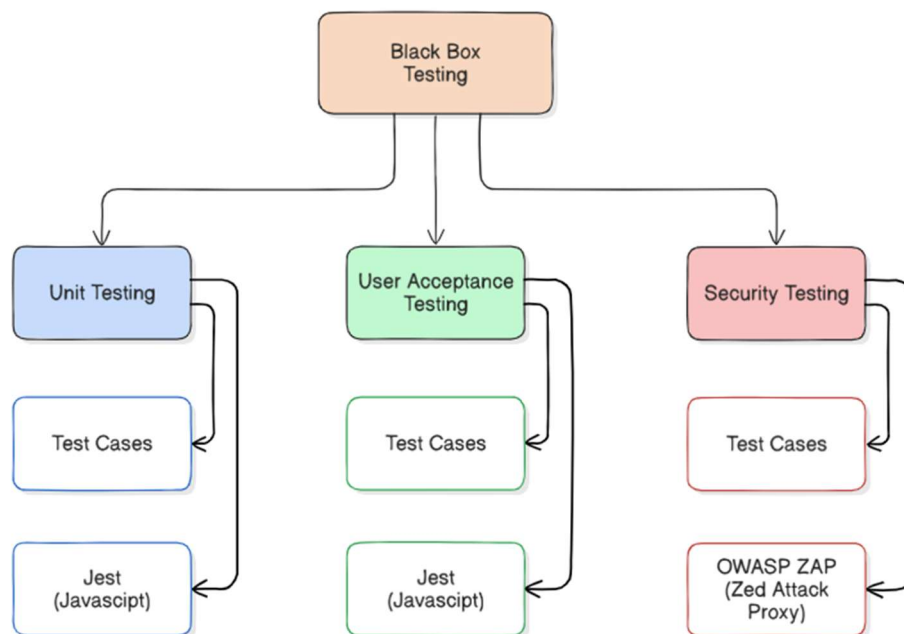 Black Box
Testing
Unit Testing
User Acceptance
Testing
Security Testing
Test Cases
Test Cases
Test Cases
Jest
(Javascipt)
Jest
(Javascipt)
OWASP ZAP
(Zed Attack
Proxy)